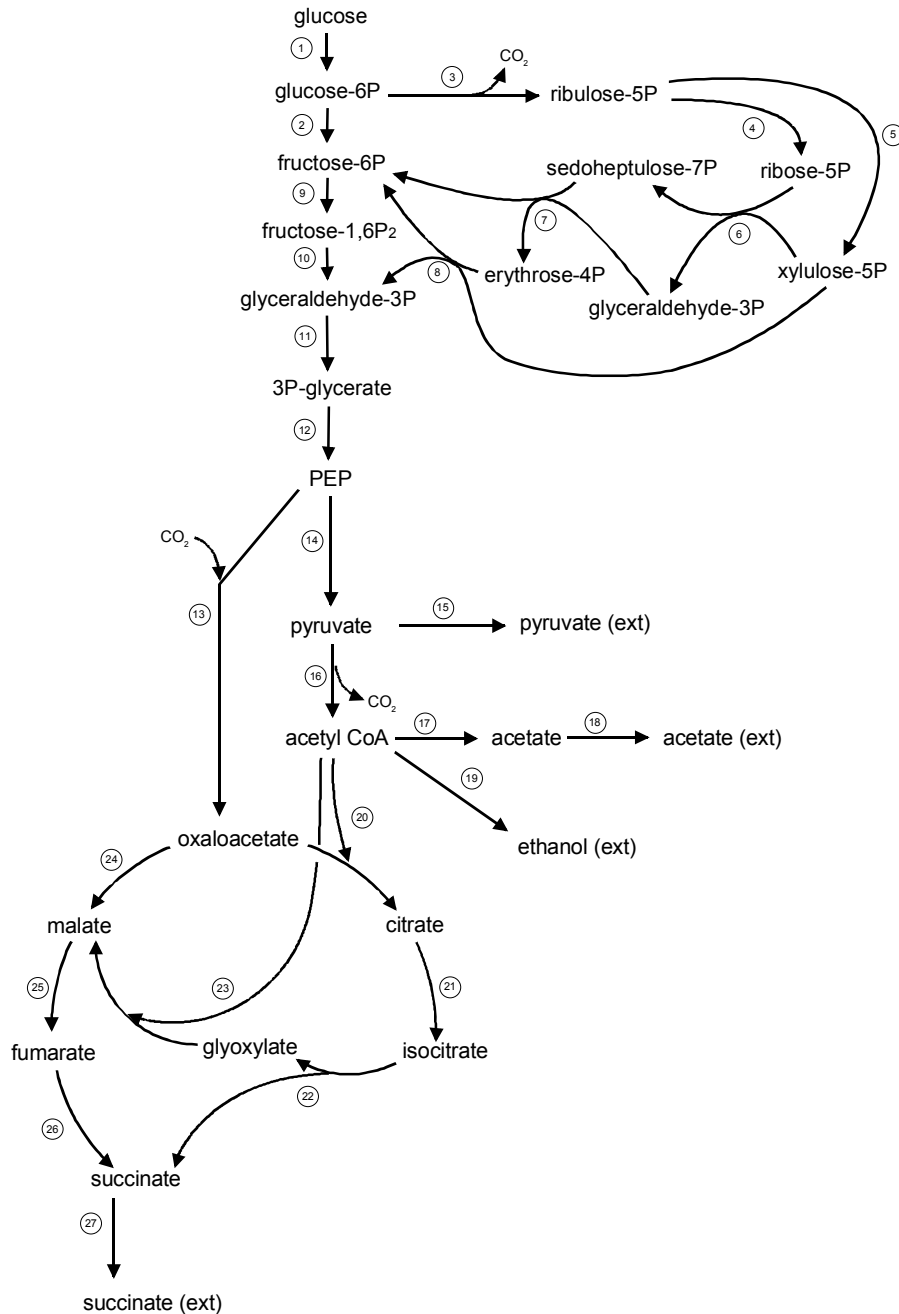 glucose
1
CO2
3
glucose-6P
ribulose-5P
2
4
5
fructose-6P
sedoheptulose-7P
ribose-5P
9
7
6
fructose-1,6P2
10
8
erythrose-4P
xylulose-5P
glyceraldehyde-3P
glyceraldehyde-3P
11
3P-glycerate
12
PEP
CO2
14
13
15
pyruvate
pyruvate (ext)
16
CO2
17
18
acetyl CoA
acetate
acetate (ext)
19
20
oxaloacetate
ethanol (ext)
24
malate
citrate
25
23
21
fumarate
glyoxylate
isocitrate
22
26
succinate
27
succinate (ext)